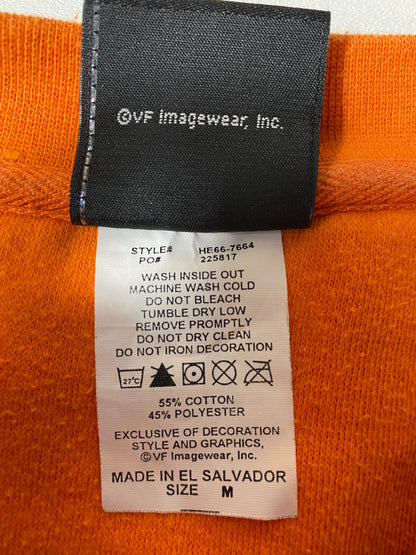 ©VF Imagewear, Inc.
STYLE# HE66-7664
PO# 225817
WASH INSIDE OUT
MACHINE WASH COLD
DO NOT BLEACH
TUMBLE DRY LOW
REMOVE PROMPTLY
DO NOT DRY CLEAN
DO NOT IRON DECORATION
27°C
55% COTTON
45% POLYESTER
EXCLUSIVE OF DECORATION
STYLE AND GRAPHICS,
©VF Imagewear, Inc.
MADE IN EL SALVADOR
SIZE M